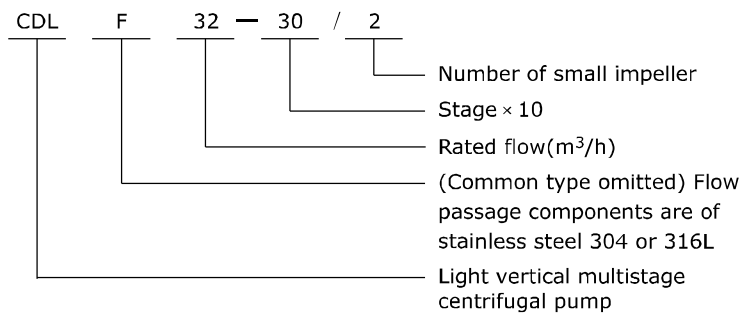 CDL F 32 — 30 / 2
Number of small impeller
Stage × 10
Rated flow(m³/h)
(Common type omitted) Flow
passage components are of
stainless steel 304 or 316L
Light vertical multistage
centrifugal pump